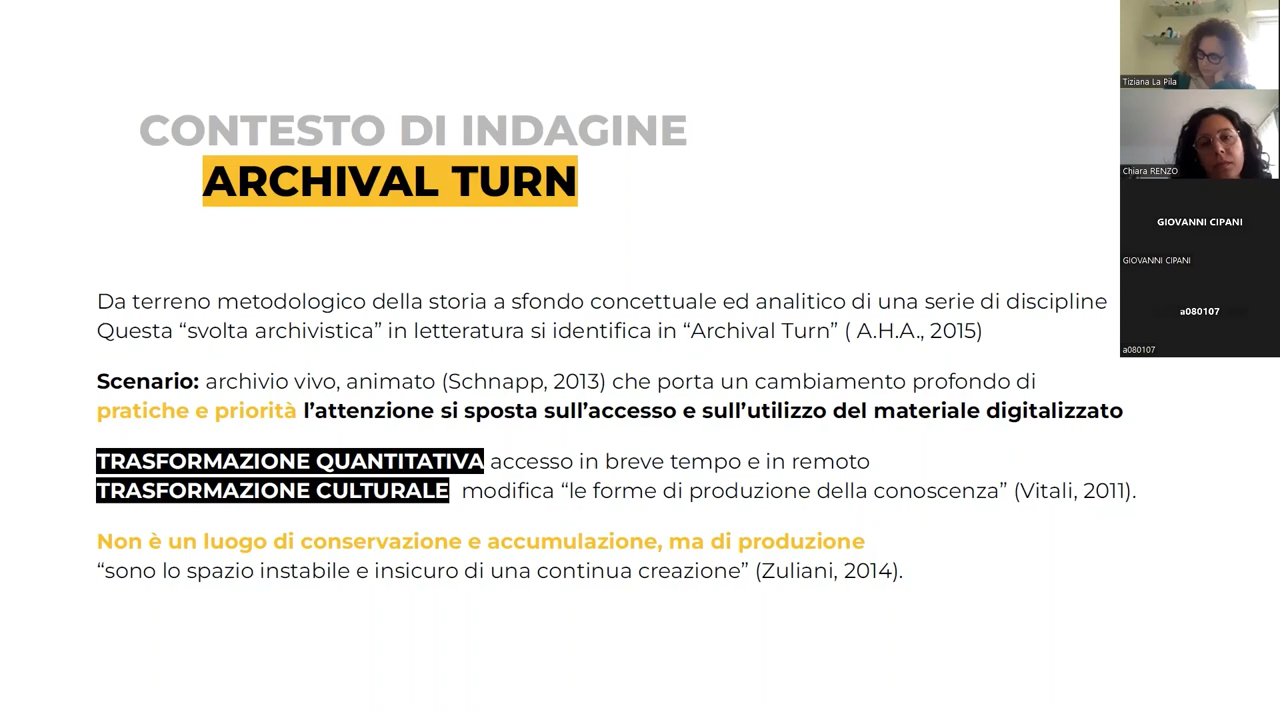 CONTESTO DI INDAGINE
ARCHIVAL TURN
Da terreno metodologico della storia a sfondo concettuale ed analitico di una serie di discipline
Questa “svolta archivistica” in letteratura si identifica in “Archival Turn” ( A.H.A., 2015)
Scenario: archivio vivo, animato (Schnapp, 2013) che porta un cambiamento profondo di
pratiche e priorità l’attenzione si sposta sull’accesso e sull’utilizzo del materiale digitalizzato
TRASFORMAZIONE QUANTITATIVA accesso in breve tempo e in remoto
TRASFORMAZIONE CULTURALE modifica “le forme di produzione della conoscenza” (Vitali, 2011).
Non è un luogo di conservazione e accumulazione, ma di produzione
“sono lo spazio instabile e insicuro di una continua creazione” (Zuliani, 2014).
Tiziana La Pila
Chiara RENZO
GIOVANNI CIPANI
GIOVANNI CIPANI
a080107
a080107